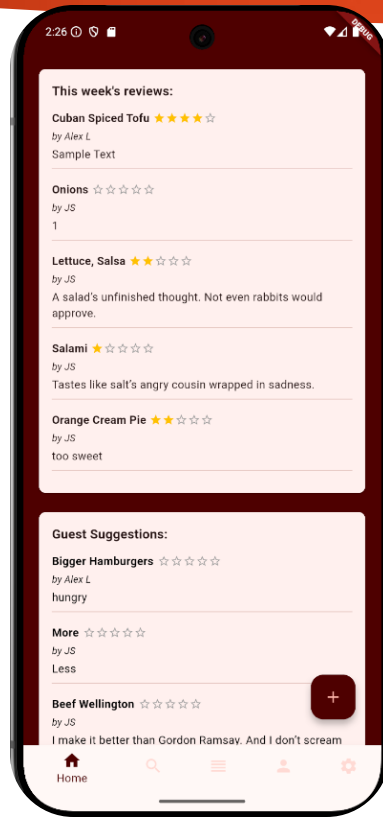 2:26
DEBUG
This week's reviews:
Cuban Spiced Tofu
by Alex L
Sample Text
Onions
by JS
1
Lettuce, Salsa
by JS
A salad's unfinished thought. Not even rabbits would
approve.
Salami
by JS
Tastes like salt's angry cousin wrapped in sadness.
Orange Cream Pie
by JS
too sweet
Guest Suggestions:
Bigger Hamburgers
by Alex L
hungry
More
by JS
Less
Beef Wellington
by JS
I make it better than Gordon Ramsay. And I don't scream
Home